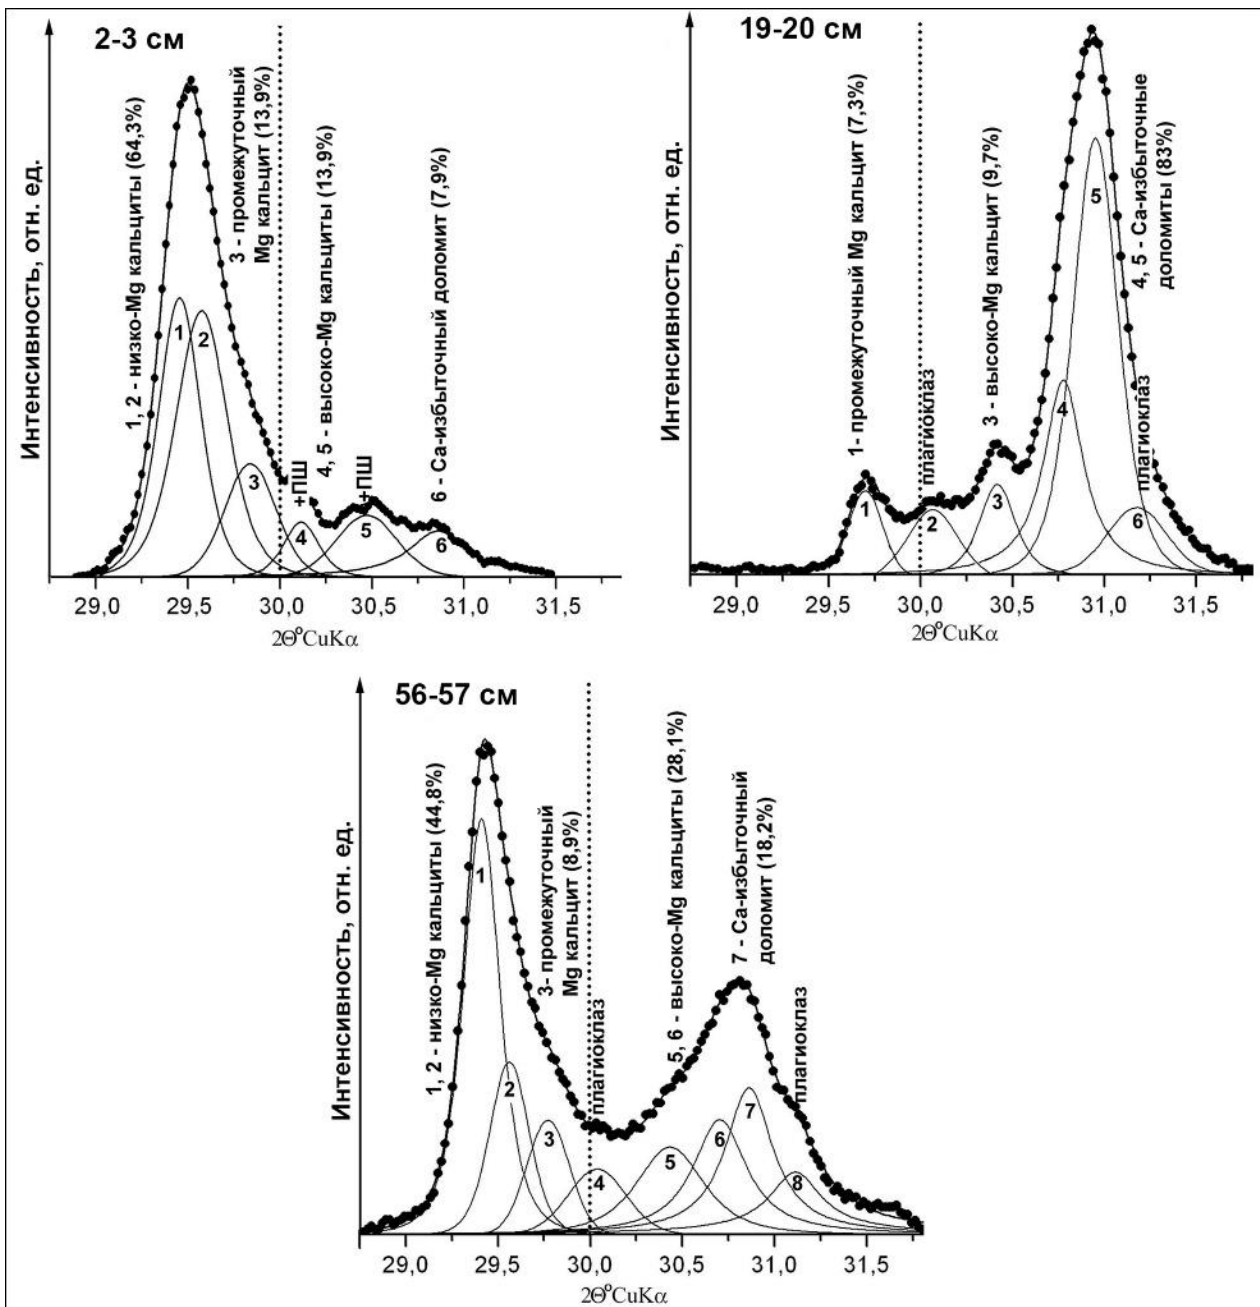 2-3 см
Интенсивность, отн. ед.
1, 2 - низко-Mg кальциты (64,3%)
3 - промежуточный
Mg кальцит (13,9%)
4, 5 - высоко-Mg кальциты (13,9%)
6 - Са-избыточный доломит (7,9%)
+ПШ
+ПШ
1
2
3
4
5
6
29,0
29,5
30,0
30,5
31,0
31,5
2Θ°CuKα
19-20 см
Интенсивность, отн. ед.
1- промежуточный Mg кальцит (7,3%)
плагиоклаз
3 - высоко-Mg кальцит (9,7%)
4, 5 - Са-избыточные
доломиты (83%)
плагиоклаз
1
2
3
4
5
6
29,0
29,5
30,0
30,5
31,0
31,5
2Θ°CuKα
56-57 см
Интенсивность, отн. ед.
1, 2 - низко-Mg кальциты (44,8%)
3- промежуточный
Mg кальцит (8,9%)
плагиоклаз
5, 6 - высоко-Mg кальциты (28,1%)
7 - Са-избыточный
доломит (18,2%)
плагиоклаз
1
2
3
4
5
6
7
8
29,0
29,5
30,0
30,5
31,0
31,5
2Θ°CuKα